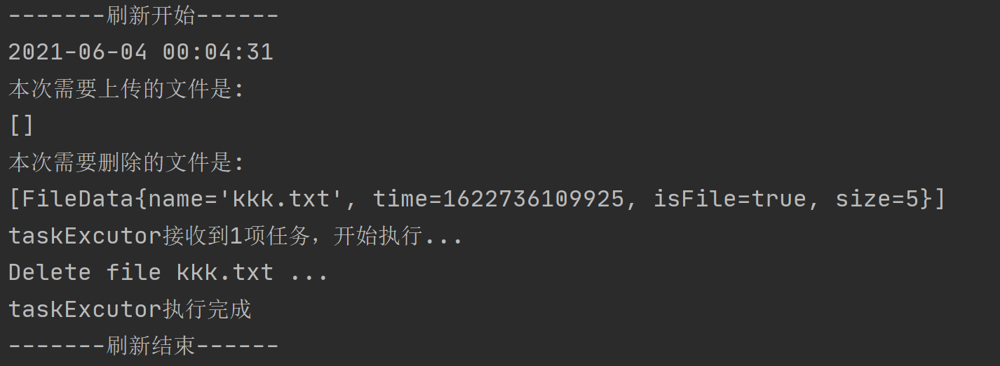 -------刷新开始------
2021-06-04 00:04:31
本次需要上传的文件是:
[]
本次需要删除的文件是:
[FileData{name='kkk.txt', time=1622736109925, isFile=true, size=5}]
taskExcutor接收到1项任务，开始执行...
Delete file kkk.txt ...
taskExcutor执行完成
-------刷新结束------